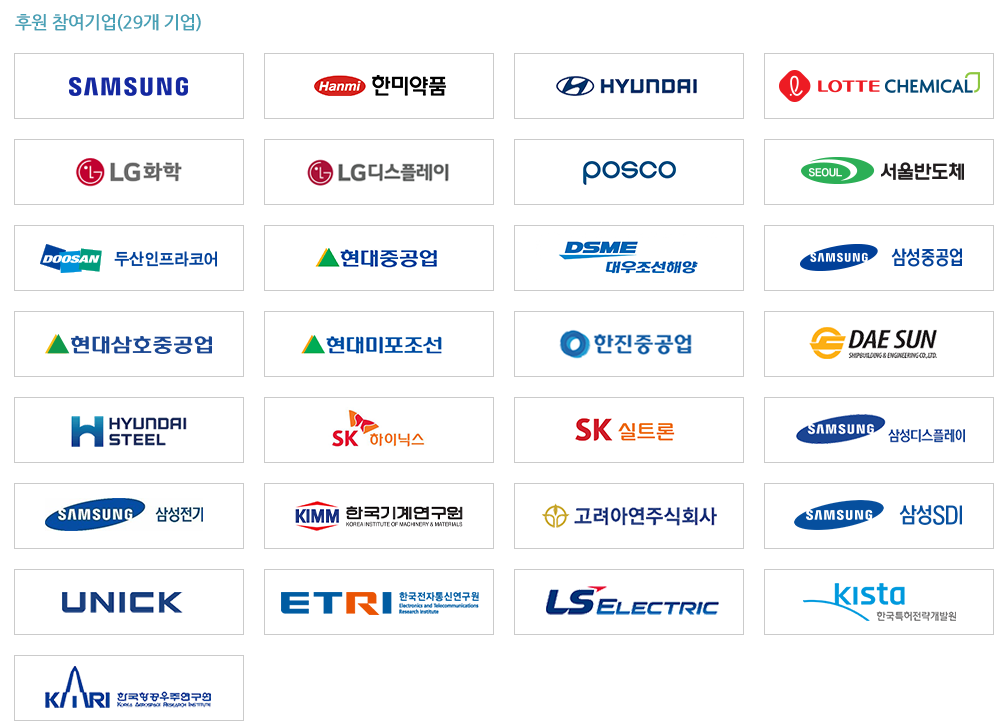 후원 참여기업(29개 기업)
SAMSUNG
Hanmi 한미약품
HYUNDAI
LOTTE CHEMICAL
LG화학
LG디스플레이
posco
SEOUL 서울반도체
DOOSAN 두산인프라코어
현대중공업
DSME
대우조선해양
SAMSUNG 삼성중공업
현대삼호중공업
현대미포조선
한진중공업
DAE SUN
SHIPBUILDING & ENGINEERING CO.,LTD.
HYUNDAI
STEEL
SK 하이닉스
SK 실트론
SAMSUNG 삼성디스플레이
SAMSUNG 삼성전기
KIMM 한국기계연구원
KOREA INSTITUTE OF MACHINERY & MATERIALS
고려아연주식회사
SAMSUNG 삼성SDI
UNICK
ETRI 한국전자통신연구원
Electronics and Telecommunications
Research Institute
LS ELECTRIC
kista
한국특허전략개발원
KARI 한국항공우주연구원
KOREA AEROSPACE RESEARCH INSTITUTE